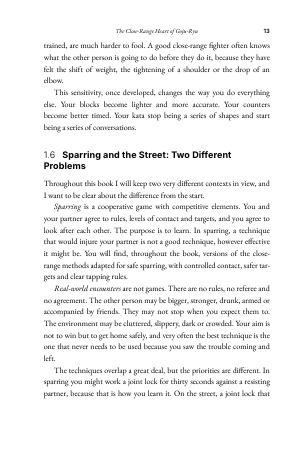 The Close-Range Heart of Goju-Ryu 13
trained, are much harder to fool. A good close-range fighter often knows
what the other person is going to do before they do it, because they have
felt the shift of weight, the tightening of a shoulder or the drop of an
elbow.
This sensitivity, once developed, changes the way you do everything
else. Your blocks become lighter and more accurate. Your counters
become better timed. Your kata stop being a series of shapes and start
being a series of conversations.
1.6 Sparring and the Street: Two Different
Problems
Throughout this book I will keep two very different contexts in view, and
I want to be clear about the difference from the start.
Sparring is a cooperative game with competitive elements. You and
your partner agree to rules, levels of contact and targets, and you agree to
look after each other. The purpose is to learn. In sparring, a technique
that would injure your partner is not a good technique, however effective
it might be. You will find, throughout the book, versions of the close-
range methods adapted for safe sparring, with controlled contact, safer tar-
gets and clear tapping rules.
Real-world encounters are not games. There are no rules, no referee and
no agreement. The other person may be bigger, stronger, drunk, armed or
accompanied by friends. They may not stop when you expect them to.
The environment may be cluttered, slippery, dark or crowded. Your aim is
not to win but to get home safely, and very often the best technique is the
one that never needs to be used because you saw the trouble coming and
left.
The techniques overlap a great deal, but the priorities are different. In
sparring you might work a joint lock for thirty seconds against a resisting
partner, because that is how you learn it. On the street, a joint lock that